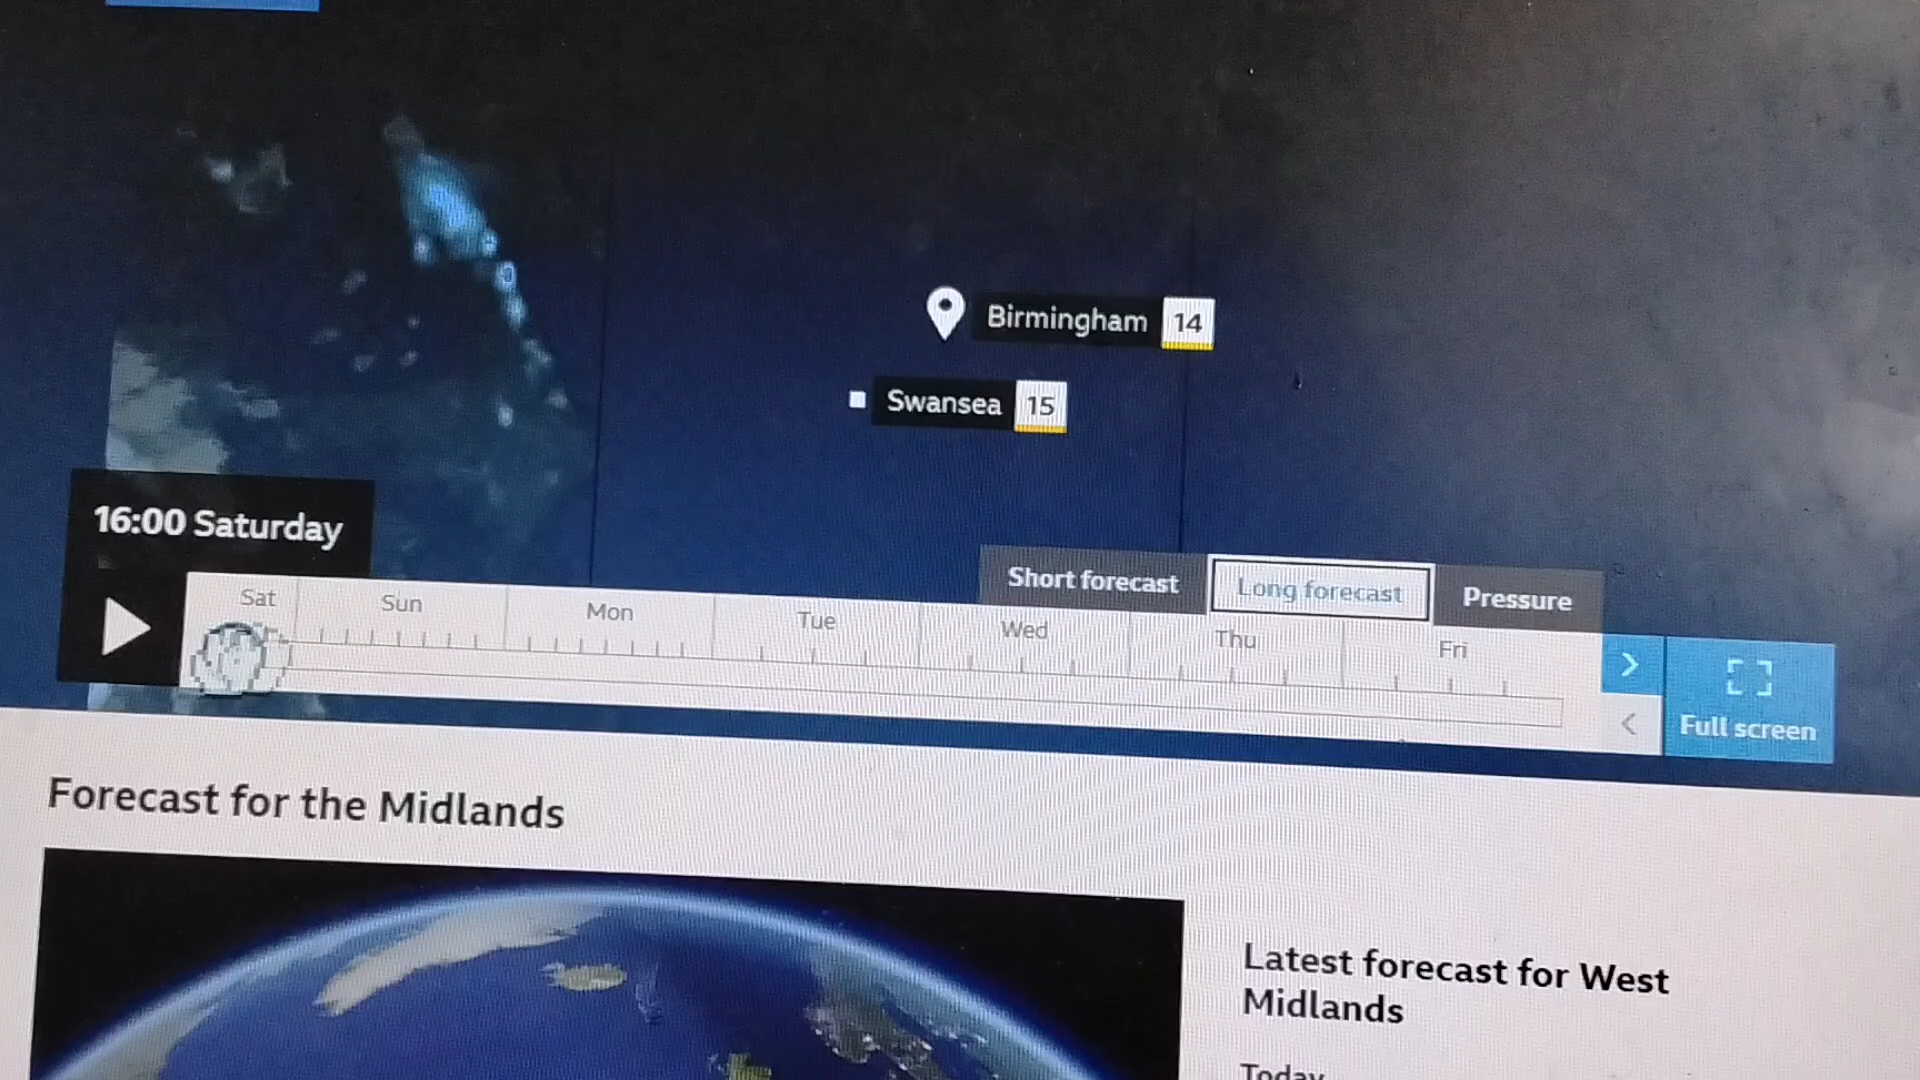 Birmingham 14
Swansea 15
16:00 Saturday
Short forecast Long forecast Pressure
Sat Sun Mon Tue Wed Thu Fri
Full screen
Forecast for the Midlands
Latest forecast for West
Midlands
Today